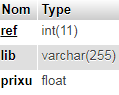 Nom Type
ref int(11)
lib varchar(255)
prixu float